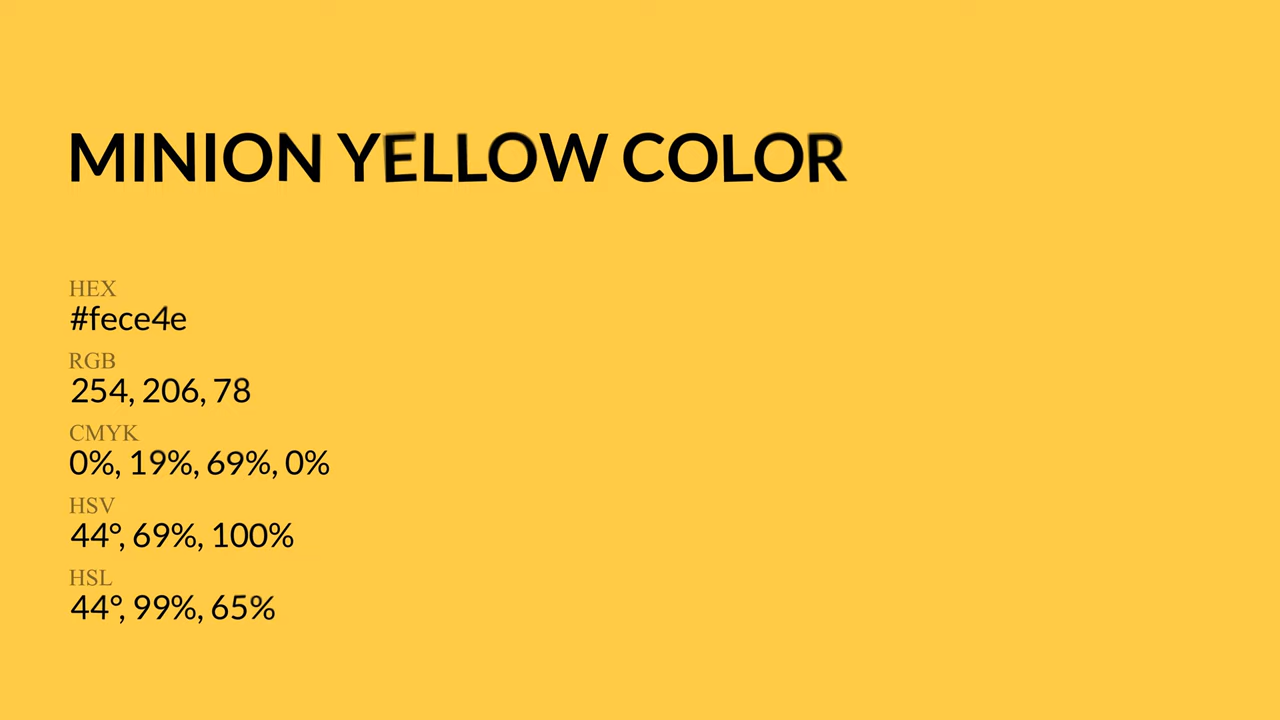 MINION YELLOW COLOR
HEX
#fece4e
RGB
254, 206, 78
CMYK
0%, 19%, 69%, 0%
HSV
44°, 69%, 100%
HSL
44°, 99%, 65%